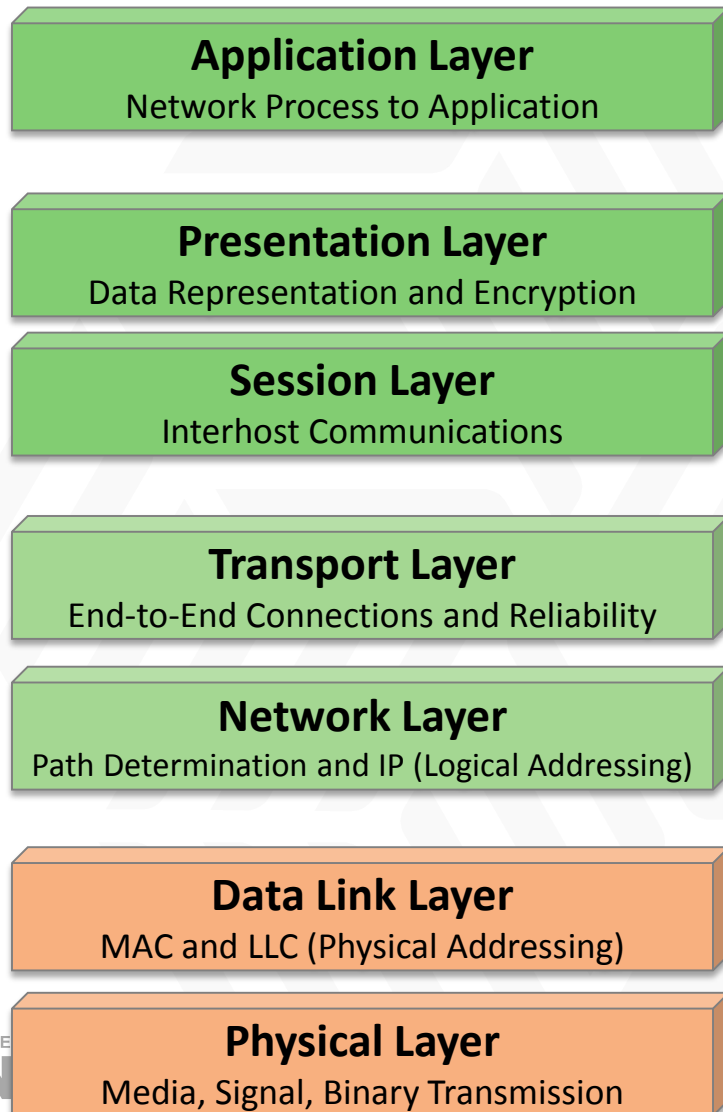 Application Layer
Network Process to Application
Presentation Layer
Data Representation and Encryption
Session Layer
Interhost Communications
Transport Layer
End-to-End Connections and Reliability
Network Layer
Path Determination and IP (Logical Addressing)
Data Link Layer
MAC and LLC (Physical Addressing)
Physical Layer
Media, Signal, Binary Transmission